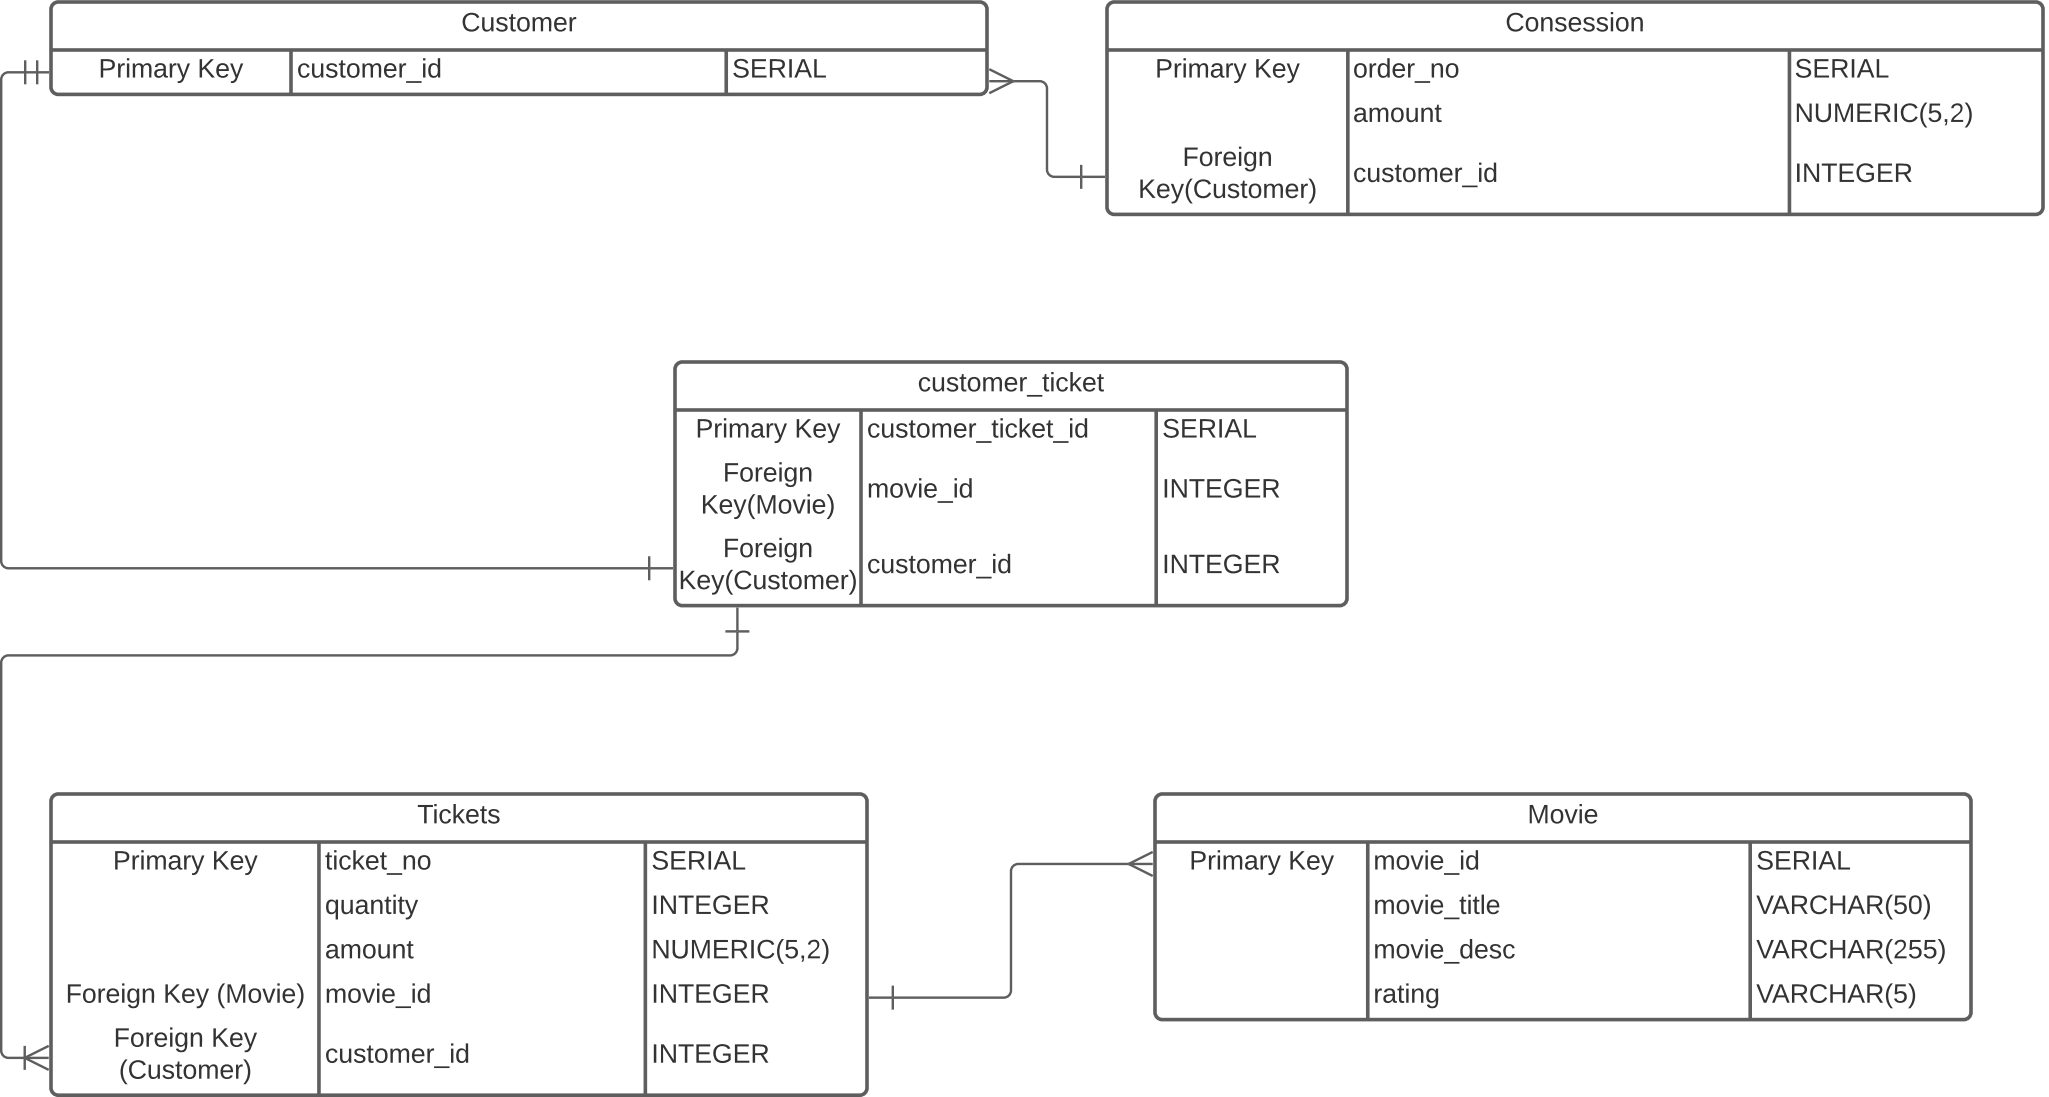 Customer
Primary Key customer_id SERIAL
Consession
Primary Key order_no SERIAL
amount NUMERIC(5,2)
Foreign
Key(Customer) customer_id INTEGER
customer_ticket
Primary Key customer_ticket_id SERIAL
Foreign
Key(Movie) movie_id INTEGER
Foreign
Key(Customer) customer_id INTEGER
Tickets
Primary Key ticket_no SERIAL
quantity INTEGER
amount NUMERIC(5,2)
Foreign Key (Movie) movie_id INTEGER
Foreign Key
(Customer) customer_id INTEGER
Movie
Primary Key movie_id SERIAL
movie_title VARCHAR(50)
movie_desc VARCHAR(255)
rating VARCHAR(5)